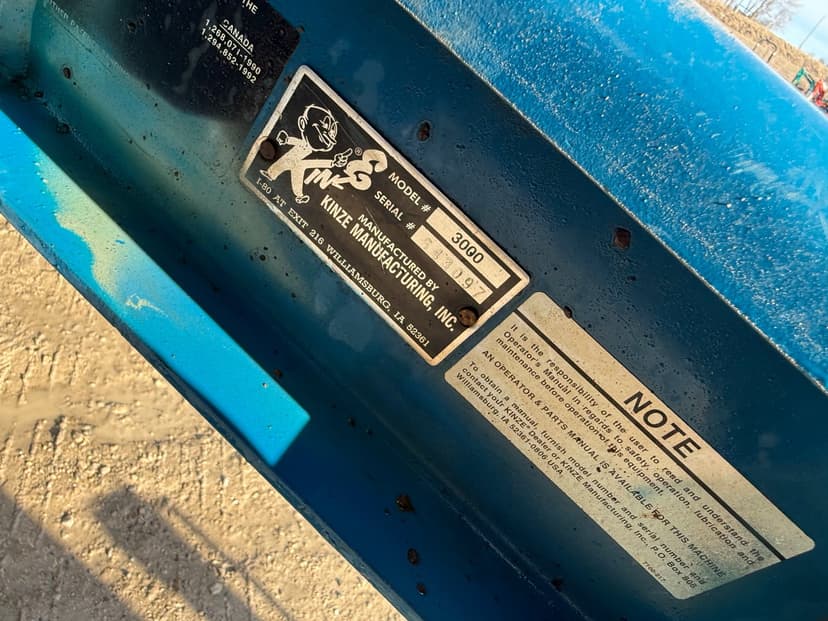 THE
CANADA
1,268,071-1990
1,294,852-1992
KINZE ®
MODEL # 3000
SERIAL #
MANUFACTURED BY
KINZE MANUFACTURING, INC.
I-80 AT EXIT 216 WILLIAMSBURG, IA 52361
NOTE
It is the responsibility of the user to read and understand the
Operator's Manual in regards to safety, operation, lubrication and
maintenance before operation of this equipment.
AN OPERATOR & PARTS MANUAL IS AVAILABLE FOR THIS MACHINE
To obtain a manual, furnish model number and serial number and
contact your KINZE® Dealer or KINZE Manufacturing, Inc., P.O. Box 806
Williamsburg, IA 52361-0806 USA.